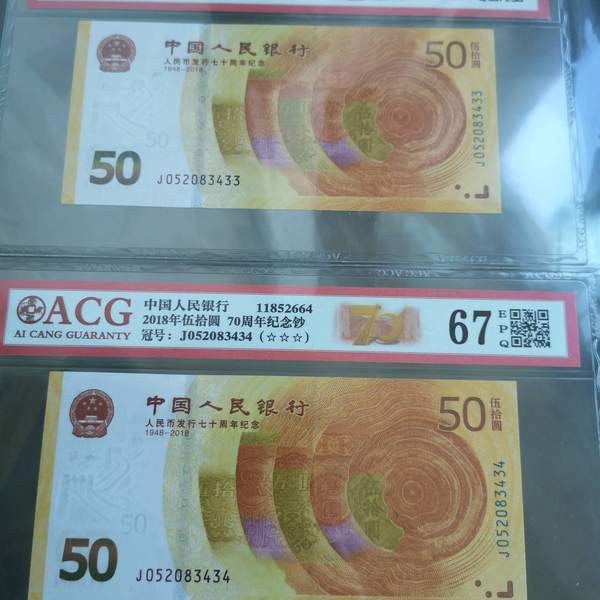 中国人民银行
50 伍拾圆
人民币发行七十周年纪念
1948-2018
50
50
J052083433
J052083433
ACG
AI CANG GUARANTY
中国人民银行 11852664
2018年伍拾圆 70周年纪念钞
冠号: J052083434 (☆☆☆)
70
67
EPQ
中国人民银行
50 伍拾圆
人民币发行七十周年纪念
1948-2018
50
50
J052083434
J052083434